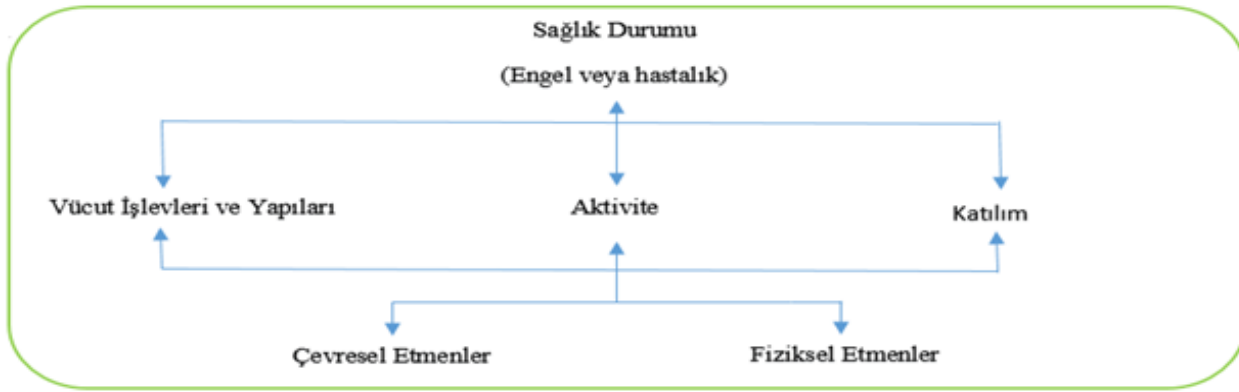 Sağlık Durumu
(Engel veya hastalık)
Vücut İşlevleri ve Yapıları
Aktivite
Katılım
Çevresel Etmenler
Fiziksel Etmenler